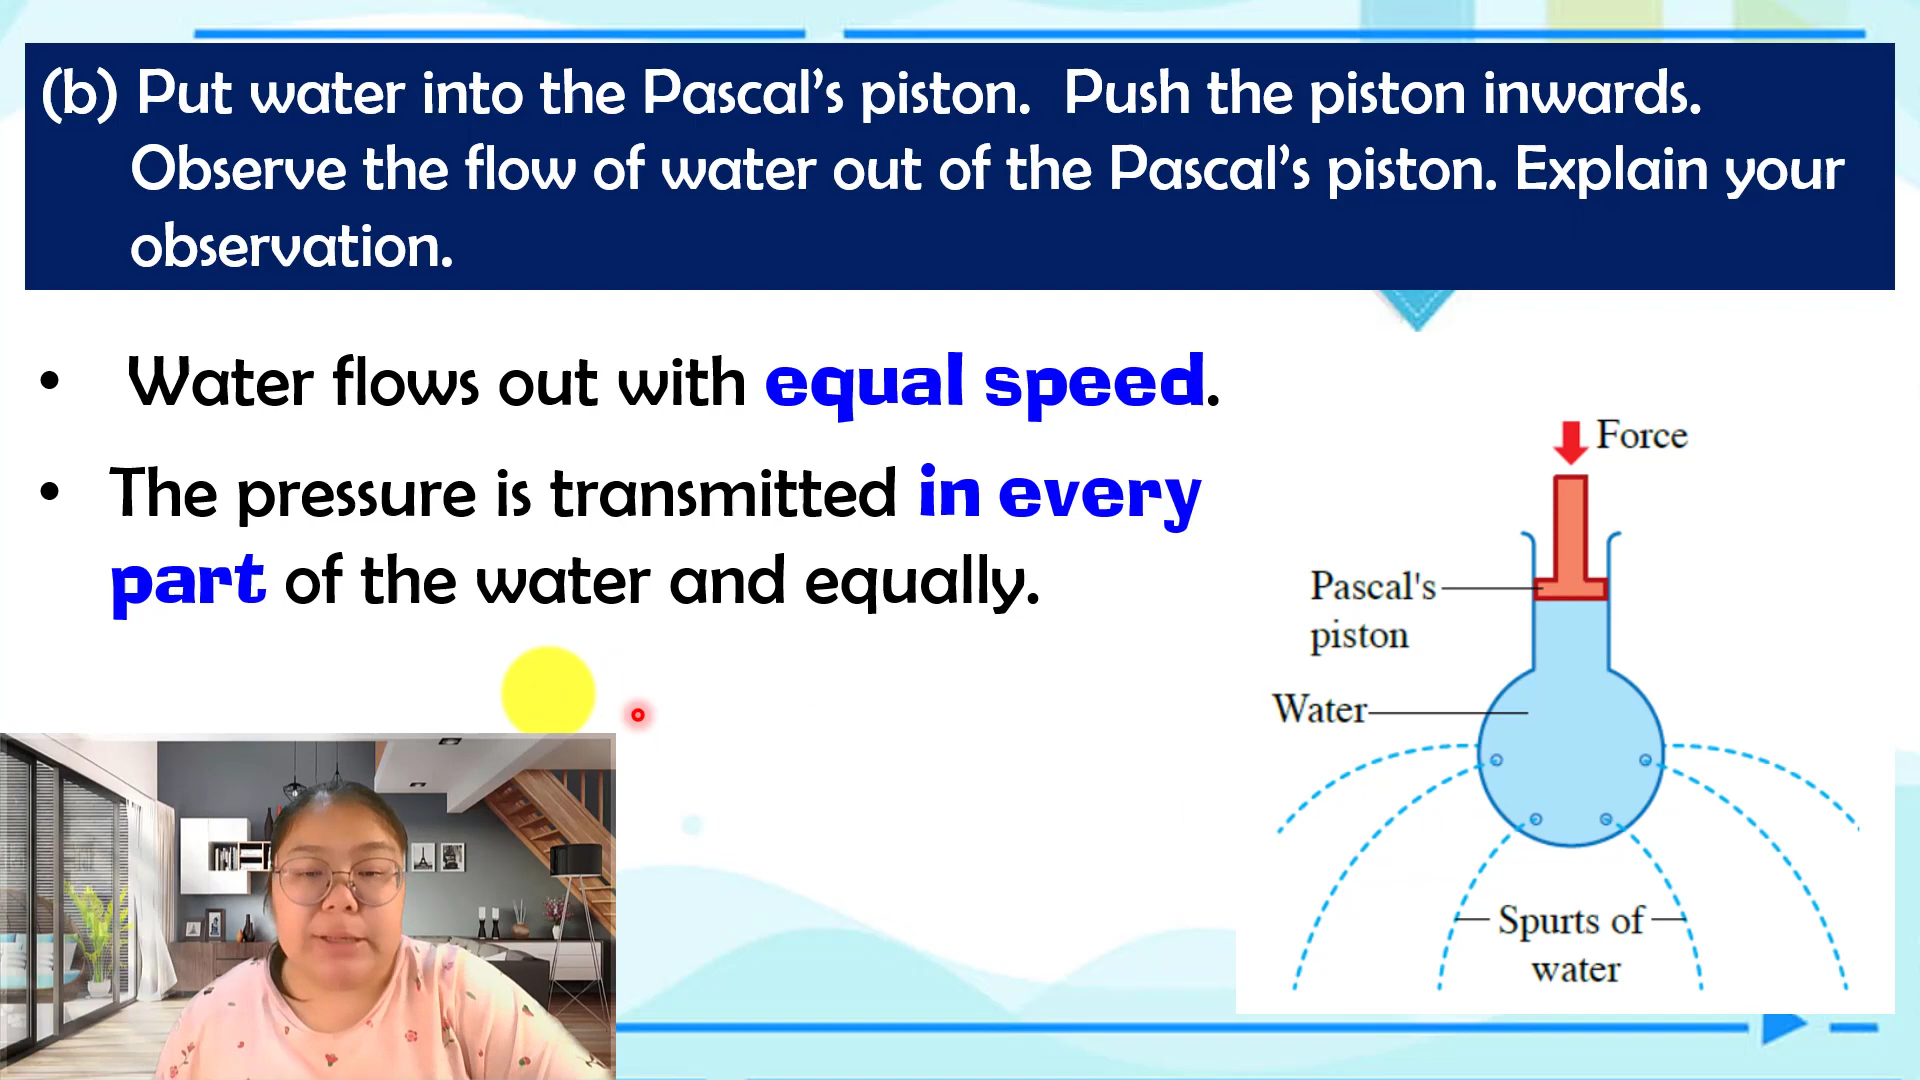 (b) Put water into the Pascal’s piston. Push the piston inwards.
Observe the flow of water out of the Pascal’s piston. Explain your
observation.
• Water flows out with equal speed.
• The pressure is transmitted in every
part of the water and equally.
Force
Pascal's
piston
Water
Spurts of
water